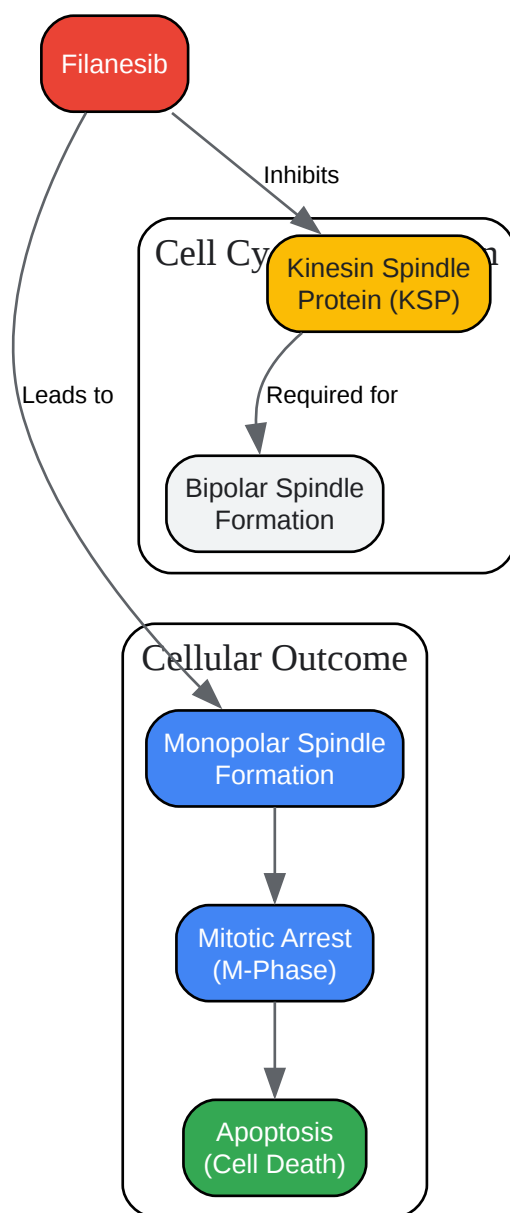 Filanesib
Inhibits
Cell Cy
Kinesin Spindle
Protein (KSP)
Leads to
Required for
Bipolar Spindle
Formation
Cellular Outcome
Monopolar Spindle
Formation
Mitotic Arrest
(M-Phase)
Apoptosis
(Cell Death)